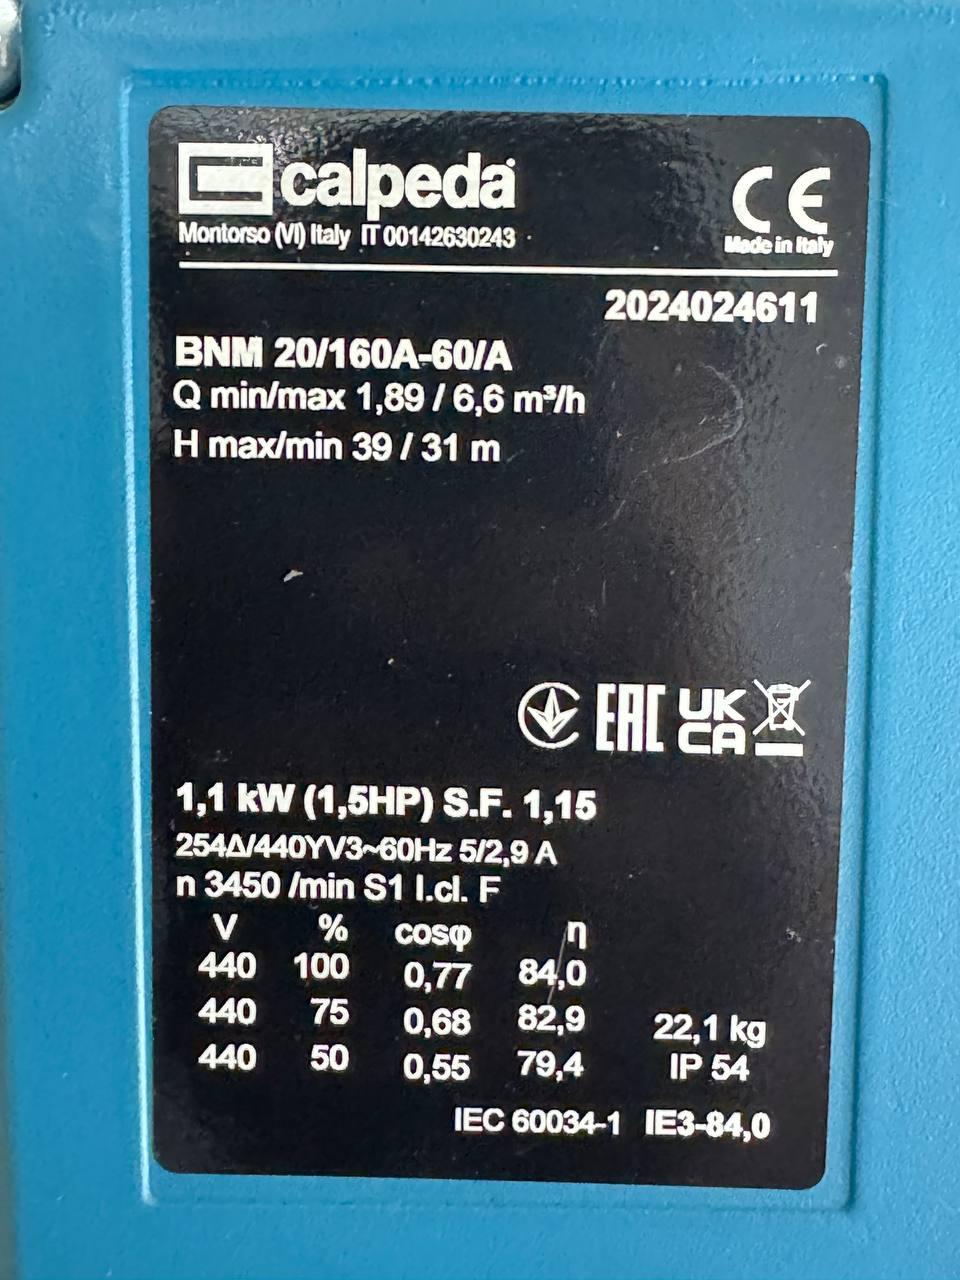 calpeda
Montorso (VI) Italy IT 00142630243
CE
Made in Italy
2024024611
BNM 20/160A-60/A
Q min/max 1,89 / 6,6 m³/h
H max/min 39 / 31 m
EAC UK CA
1,1 kW (1,5HP) S.F. 1,15
254Δ/440YV3~60Hz 5/2,9 A
n 3450 /min S1 I.cl. F
V % cosφ η
440 100 0,77 84,0
440 75 0,68 82,9
440 50 0,55 79,4
22,1 kg
IP 54
IEC 60034-1 IE3-84,0